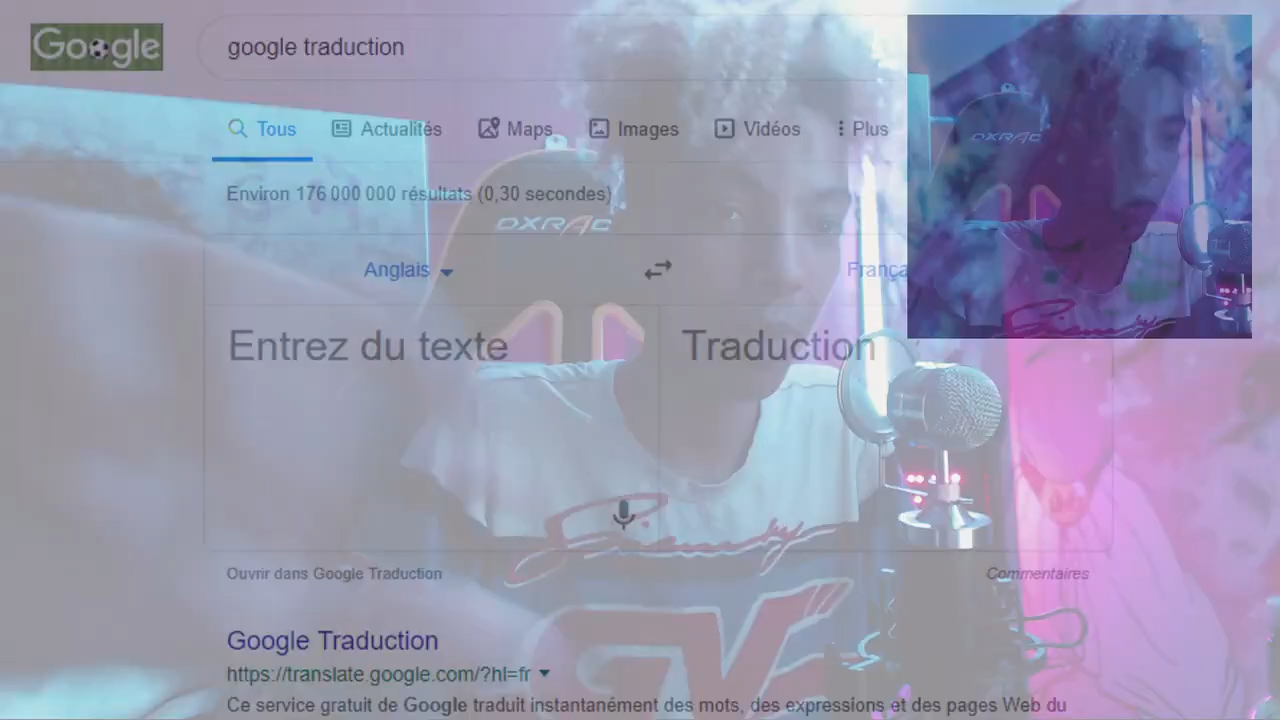 Google
google traduction
Tous Actualités Maps Images Vidéos Plus
Environ 176 000 000 résultats (0,30 secondes)
DXRAC
DXRAC
Anglais
Entrez du texte Traduction
Ouvrir dans Google Traduction Commentaires
Google Traduction
https://translate.google.com/?hl=fr
Ce service gratuit de Google traduit instantanément des mots, des expressions et des pages Web du